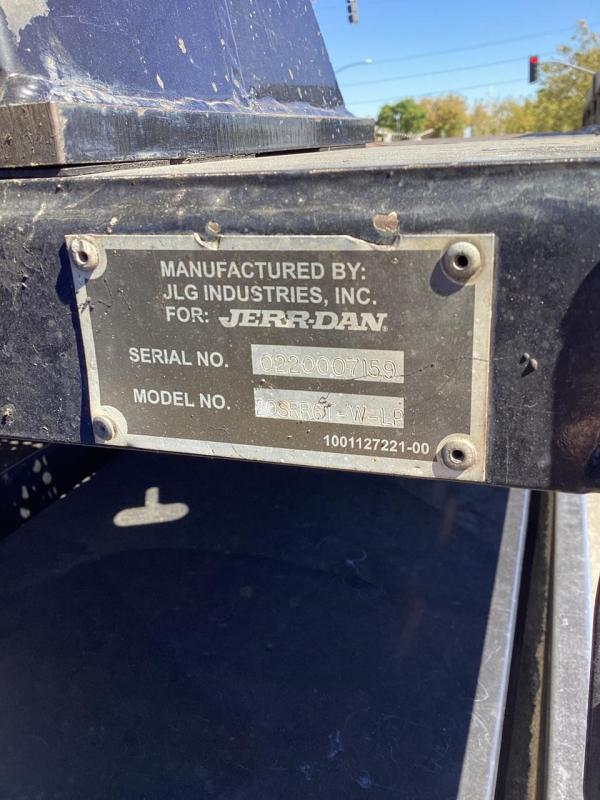 MANUFACTURED BY:
JLG INDUSTRIES, INC.
FOR: JERR-DAN®
SERIAL NO. 0220007159
MODEL NO.
1001127221-00